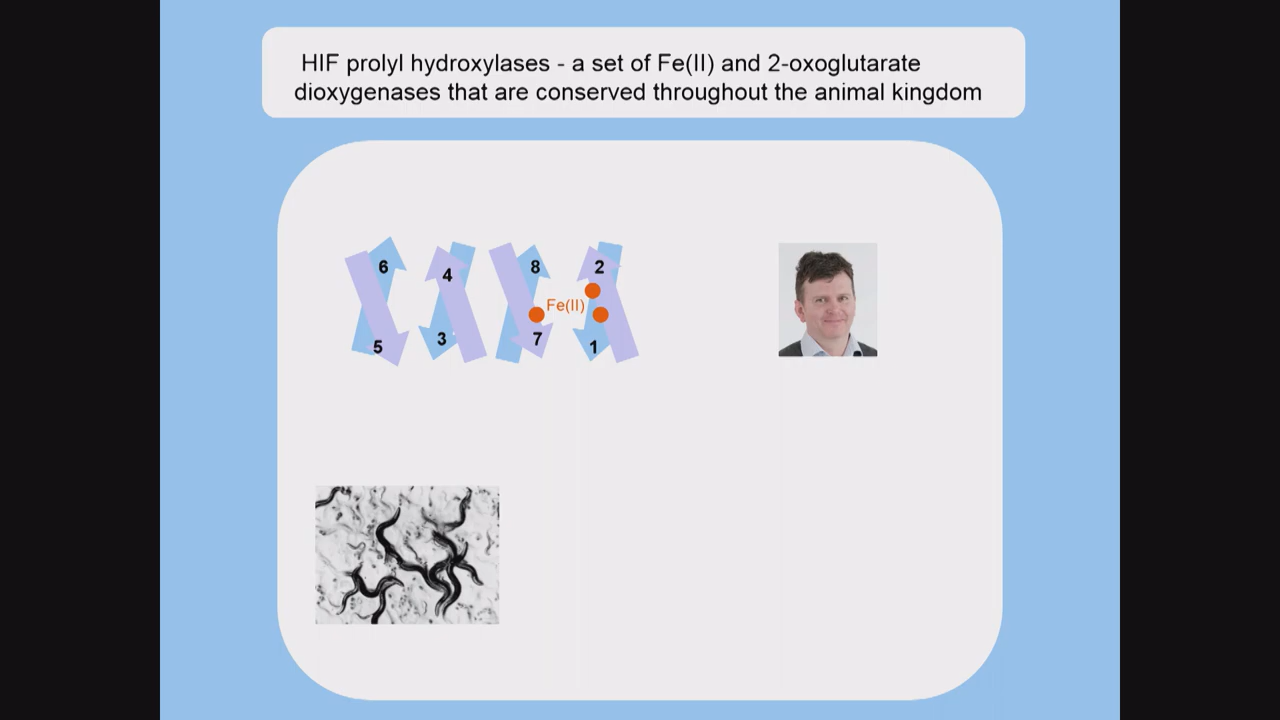 HIF prolyl hydroxylases - a set of Fe(II) and 2-oxoglutarate
dioxygenases that are conserved throughout the animal kingdom
6 4 8 2
Fe(II)
5 3 7 1